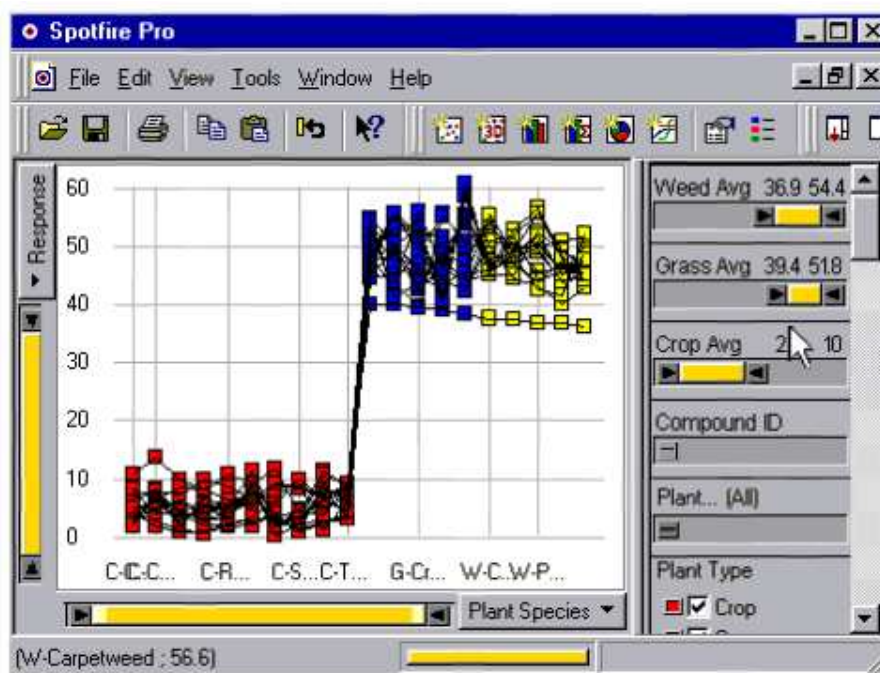 Spotfire Pro
File Edit View Tools Window Help
3D
Response
60
50
40
30
20
10
0
C-C... C-R... C-S... C-T... G-Cr... W-C... W-P...
Plant Species
Weed Avg 36.9 54.4
Grass Avg 39.4 51.8
Crop Avg 10
Compound ID
Plant... (All)
Plant Type
Crop
(W-Carpetweed ; 56.6)